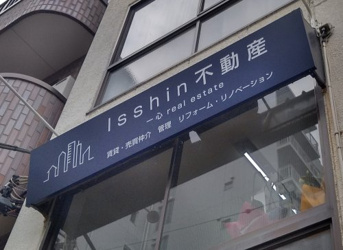 Isshin不動産
一心 real estate
賃貸・売買仲介 管理 リフォーム・リノベーション